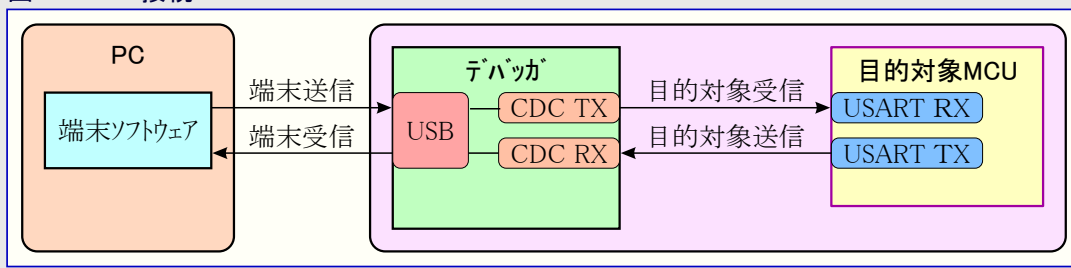 PC
端末ソフトウェア
端末送信
端末受信
デバッガ
USB
CDC TX
CDC RX
目的対象受信
目的対象送信
目的対象MCU
USART RX
USART TX